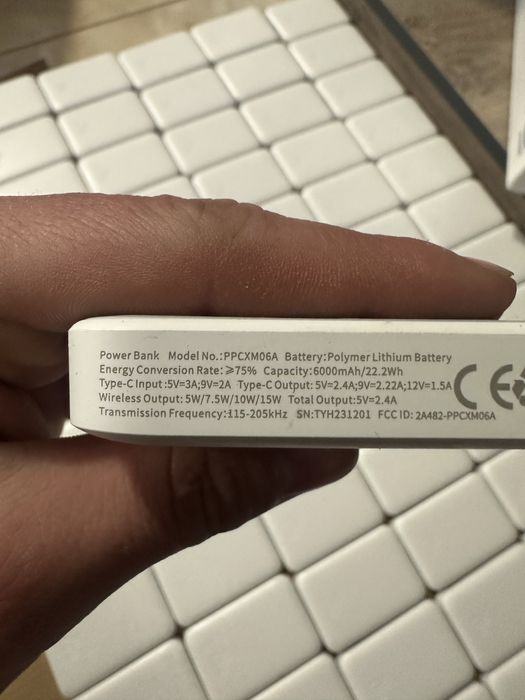 Power Bank Model No.:PPCXM06A Battery:Polymer Lithium Battery
Energy Conversion Rate:⩾75% Capacity:6000mAh/22.2Wh
Type-C Input:5V=3A;9V=2A Type-C Output: 5V=2.4A;9V=2.22A;12V=1.5A
Wireless Output: 5W/7.5W/10W/15W Total Output:5V=2.4A
Transmission Frequency:115-205kHz SN:TYH231201 FCC ID: 2A482-PPCXM06A
CE